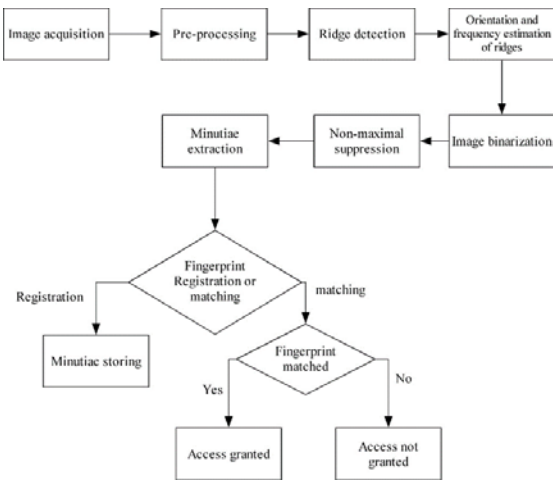 Image acquisition
Pre-processing
Ridge detection
Orientation and
frequency estimation
of ridges
Minutiae
extraction
Non-maximal
suppression
Image binarization
Fingerprint
Registration or
matching
Registration
matching
Minutiac storing
Fingerprint
matched
Yes
No
Access granted
Access not
granted